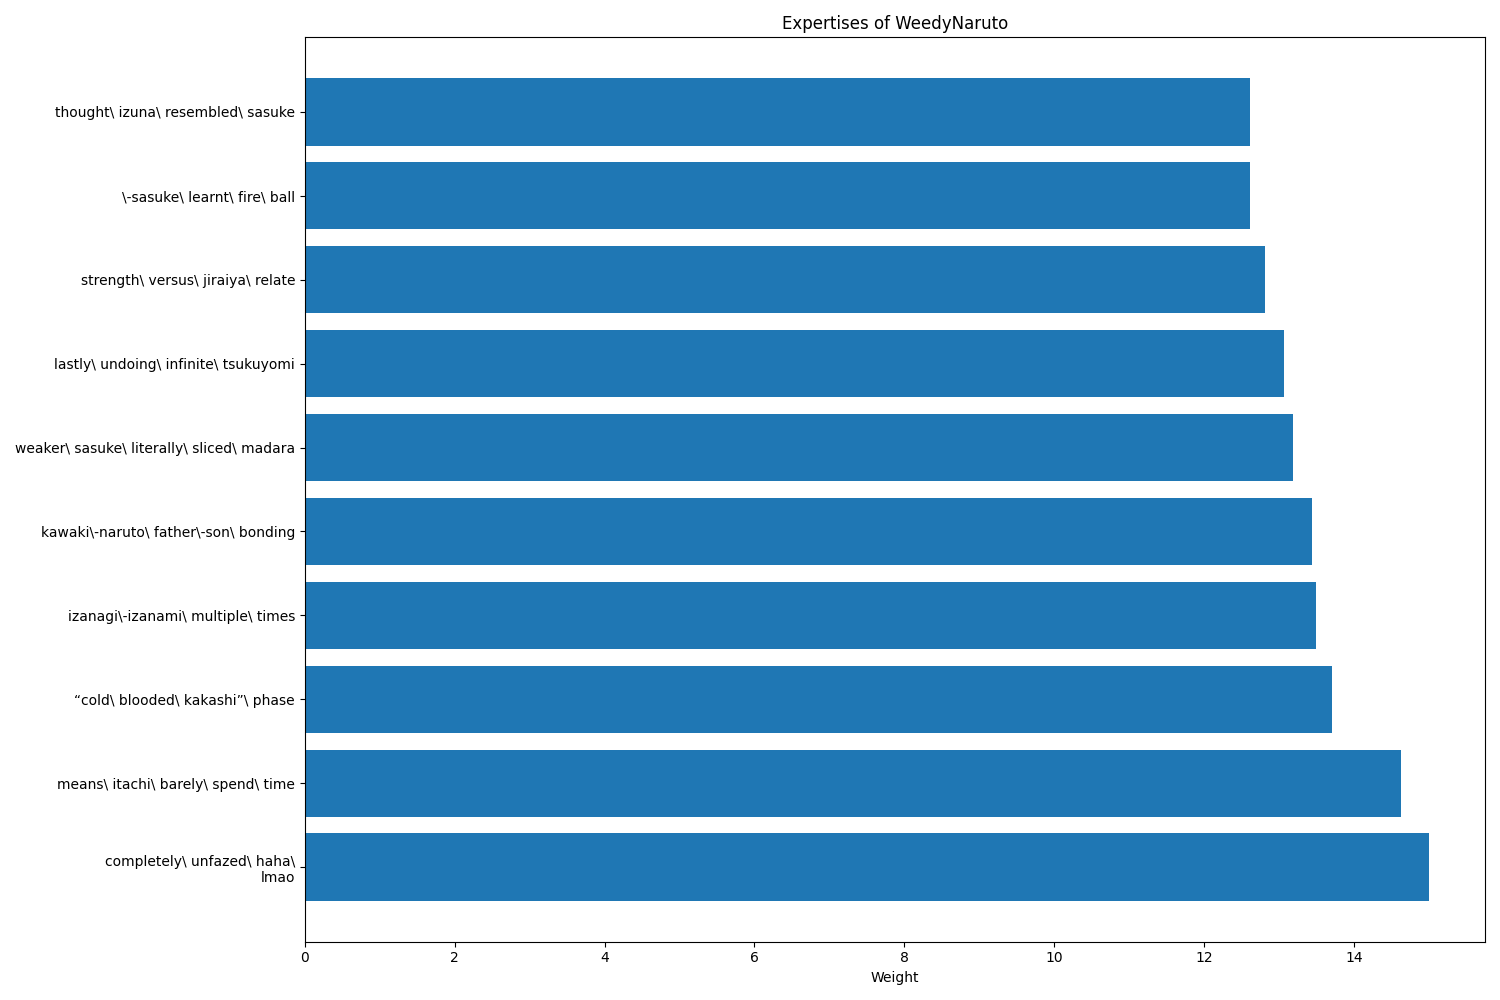 Expertises of WeedyNaruto
thought\ izuna\ resembled\ sasuke
\-sasuke\ learnt\ fire\ ball
strength\ versus\ jiraiya\ relate
lastly\ undoing\ infinite\ tsukuyomi
weaker\ sasuke\ literally\ sliced\ madara
kawaki\-naruto\ father\-son\ bonding
izanagi\-izanami\ multiple\ times
“cold\ blooded\ kakashi”\ phase
means\ itachi\ barely\ spend\ time
completely\ unfazed\ haha\
lmao
0 2 4 6 8 10 12 14
Weight